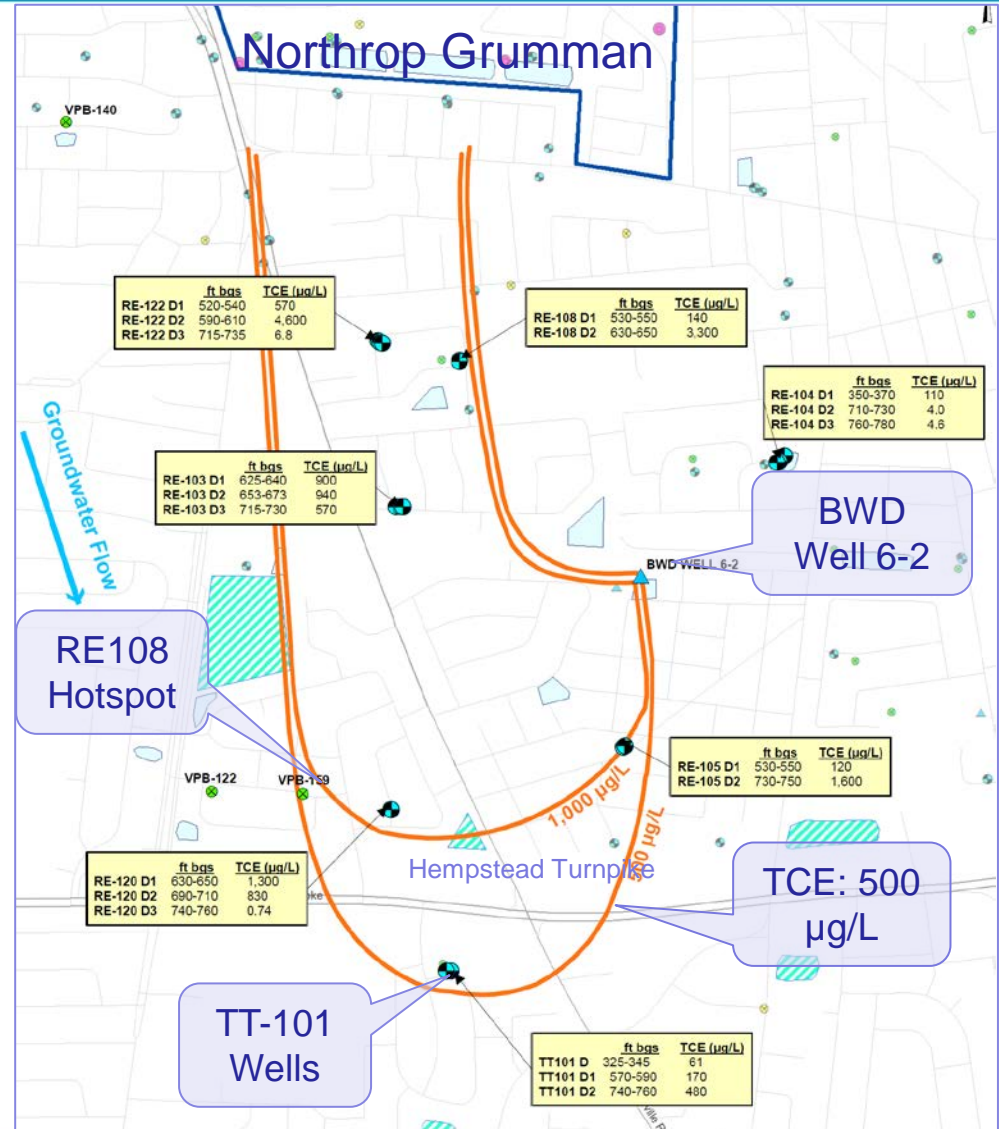 Northrop Grumman
VPB-140
ft bgs TCE (µg/L)
RE-122 D1 520-540 570
RE-122 D2 590-610 4,600
RE-122 D3 715-735 6.8
ft bgs TCE (µg/L)
RE-108 D1 530-550 140
RE-108 D2 630-650 3,300
ft bgs TCE (µg/L)
RE-104 D1 350-370 110
RE-104 D2 710-730 4.0
RE-104 D3 760-780 4.6
Groundwater Flow
ft bgs TCE (µg/L)
RE-103 D1 625-640 900
RE-103 D2 653-673 940
RE-103 D3 715-730 570
BWD
Well 6-2
BWD WELL 6-2
RE108
Hotspot
ft bgs TCE (µg/L)
RE-105 D1 530-550 120
RE-105 D2 730-750 1,600
VPB-122
VPB-159
1,000 µg/L
500 µg/L
Hempstead Turnpike
ft bgs TCE (µg/L)
RE-120 D1 630-650 1,300
RE-120 D2 690-710 830
RE-120 D3 740-760 0.74
TCE: 500
µg/L
TT-101
Wells
ft bgs TCE (µg/L)
TT101 D 325-345 61
TT101 D1 570-590 170
TT101 D2 740-760 480